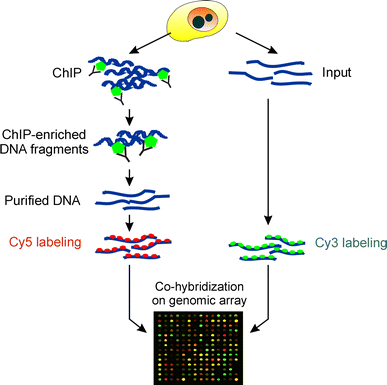 ChIP
Input
ChIP-enriched
DNA fragments
Purified DNA
Cy5 labeling
Cy3 labeling
Co-hybridization
on genomic array